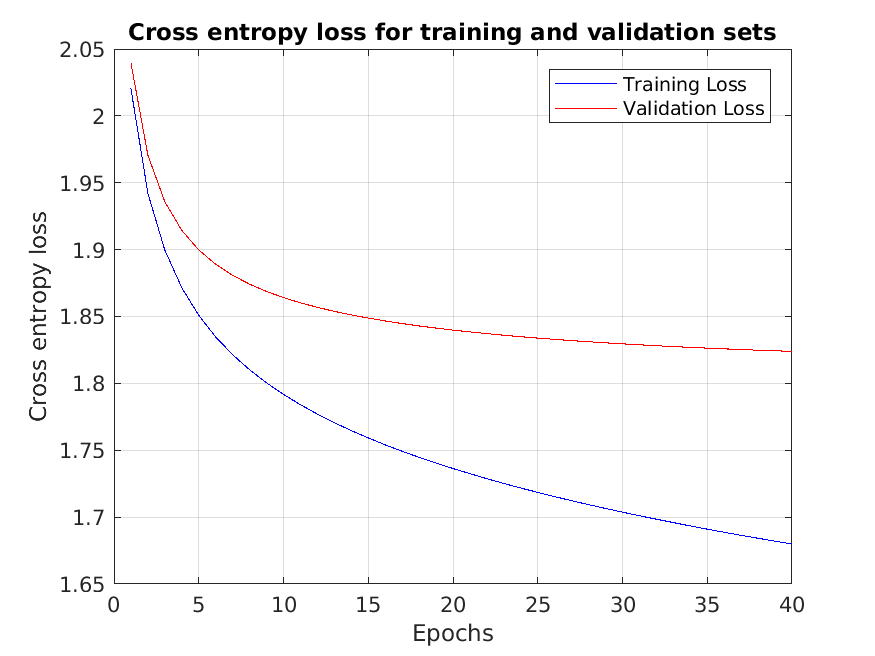 Cross entropy loss for training and validation sets
2.05
2
1.95
1.9
1.85
1.8
1.75
1.7
1.65
Cross entropy loss
Training Loss
Validation Loss
0 5 10 15 20 25 30 35 40
Epochs